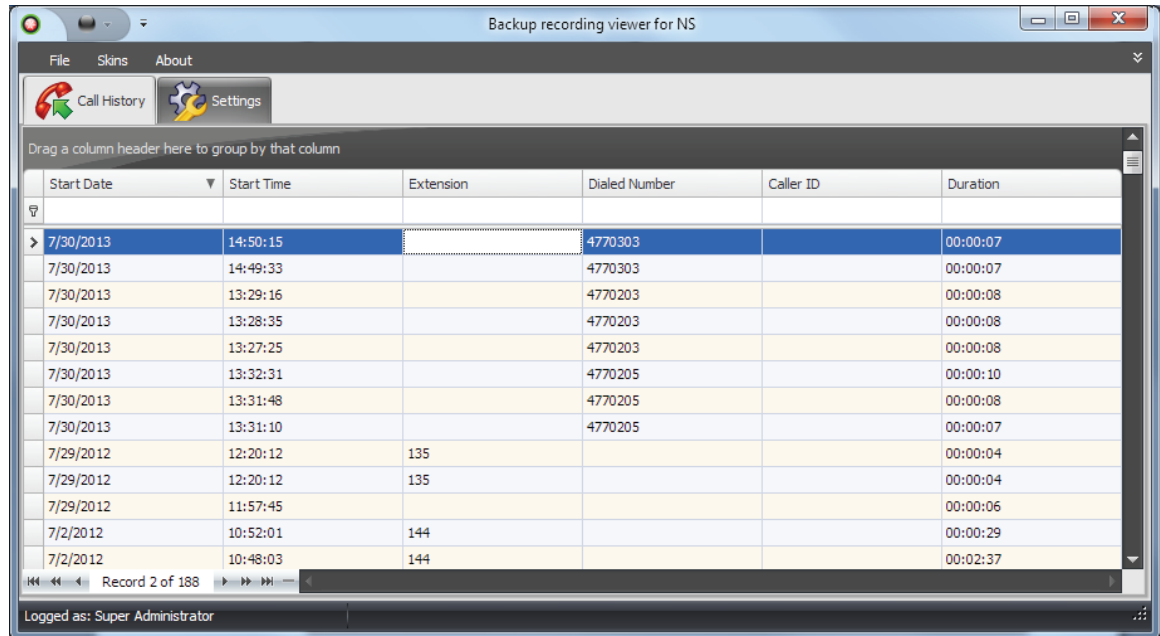 Backup recording viewer for NS
File Skins About
Call History Settings
Drag a column header here to group by that column
Start Date Start Time Extension Dialed Number Caller ID Duration
7/30/2013 14:50:15 4770303 00:00:07
7/30/2013 14:49:33 4770303 00:00:07
7/30/2013 13:29:16 4770203 00:00:08
7/30/2013 13:28:35 4770203 00:00:08
7/30/2013 13:27:25 4770203 00:00:08
7/30/2013 13:32:31 4770205 00:00:10
7/30/2013 13:31:48 4770205 00:00:08
7/30/2013 13:31:10 4770205 00:00:07
7/29/2012 12:20:12 135 00:00:04
7/29/2012 12:20:12 135 00:00:04
7/29/2012 11:57:45 00:00:06
7/2/2012 10:52:01 144 00:00:29
7/2/2012 10:48:03 144 00:02:37
Record 2 of 188
Logged as: Super Administrator